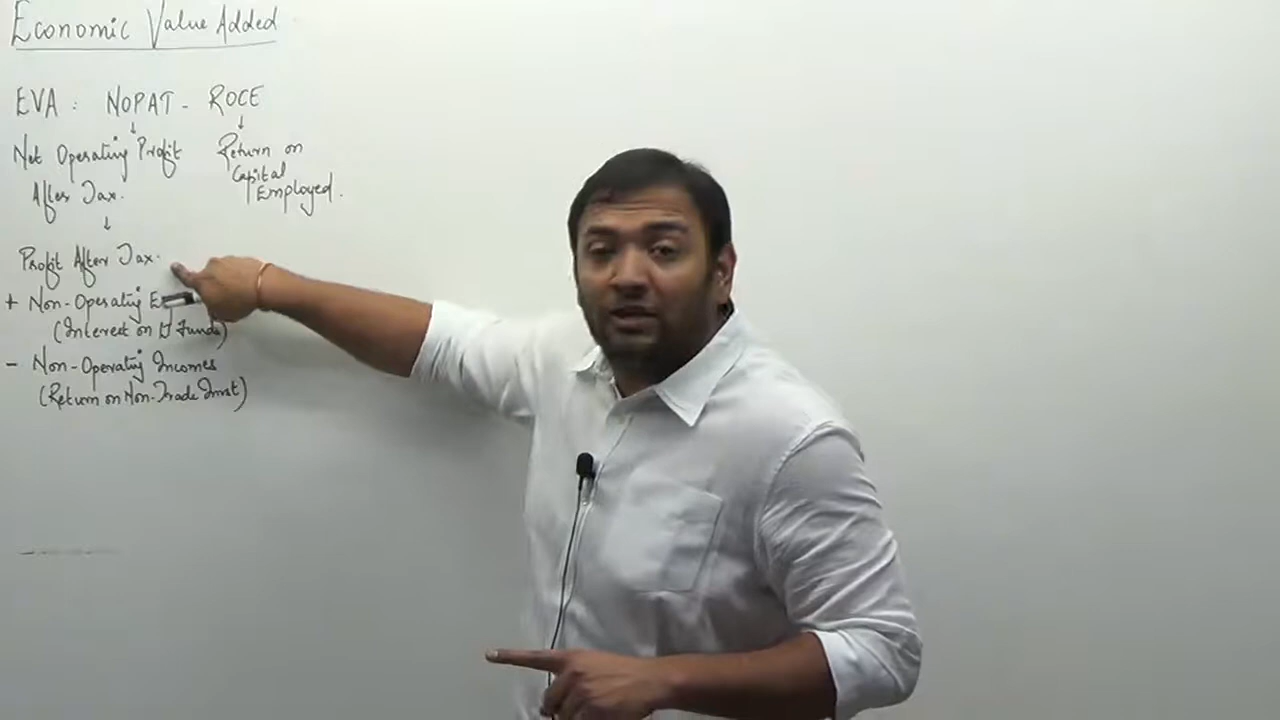 Economic Value Added
EVA : NOPAT - ROCE
Net Operating Profit
After Tax.
Return on
Capital
Employed.
Profit After Tax.
+ Non-Operating
(Interest on Funds)
- Non-Operating Incomes
(Return on Non-Trade Invst)